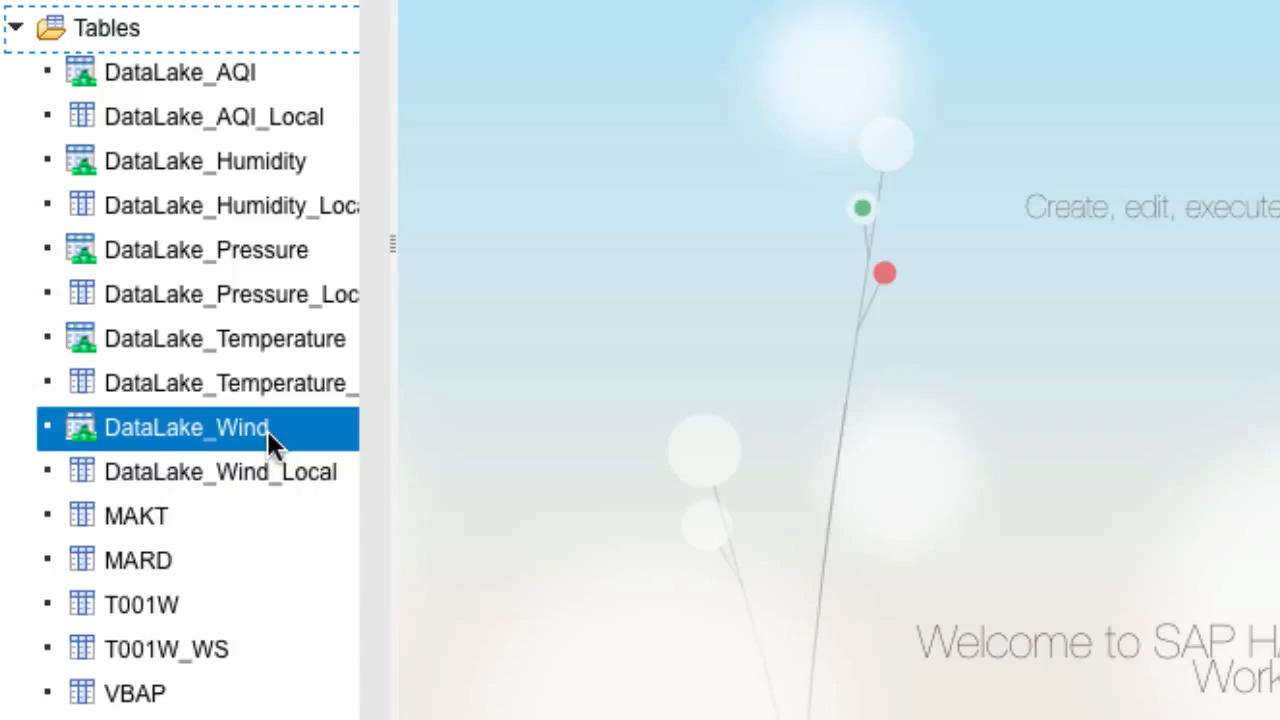 Tables
DataLake_AQI
DataLake_AQI_Local
DataLake_Humidity
DataLake_Humidity_Loc
DataLake_Pressure
DataLake_Pressure_Loc
DataLake_Temperature
DataLake_Temperature_
DataLake_Wind
DataLake_Wind_Local
MAKT
MARD
T001W
T001W_WS
VBAP
Create, edit, execute
Welcome to SAP HA
Work